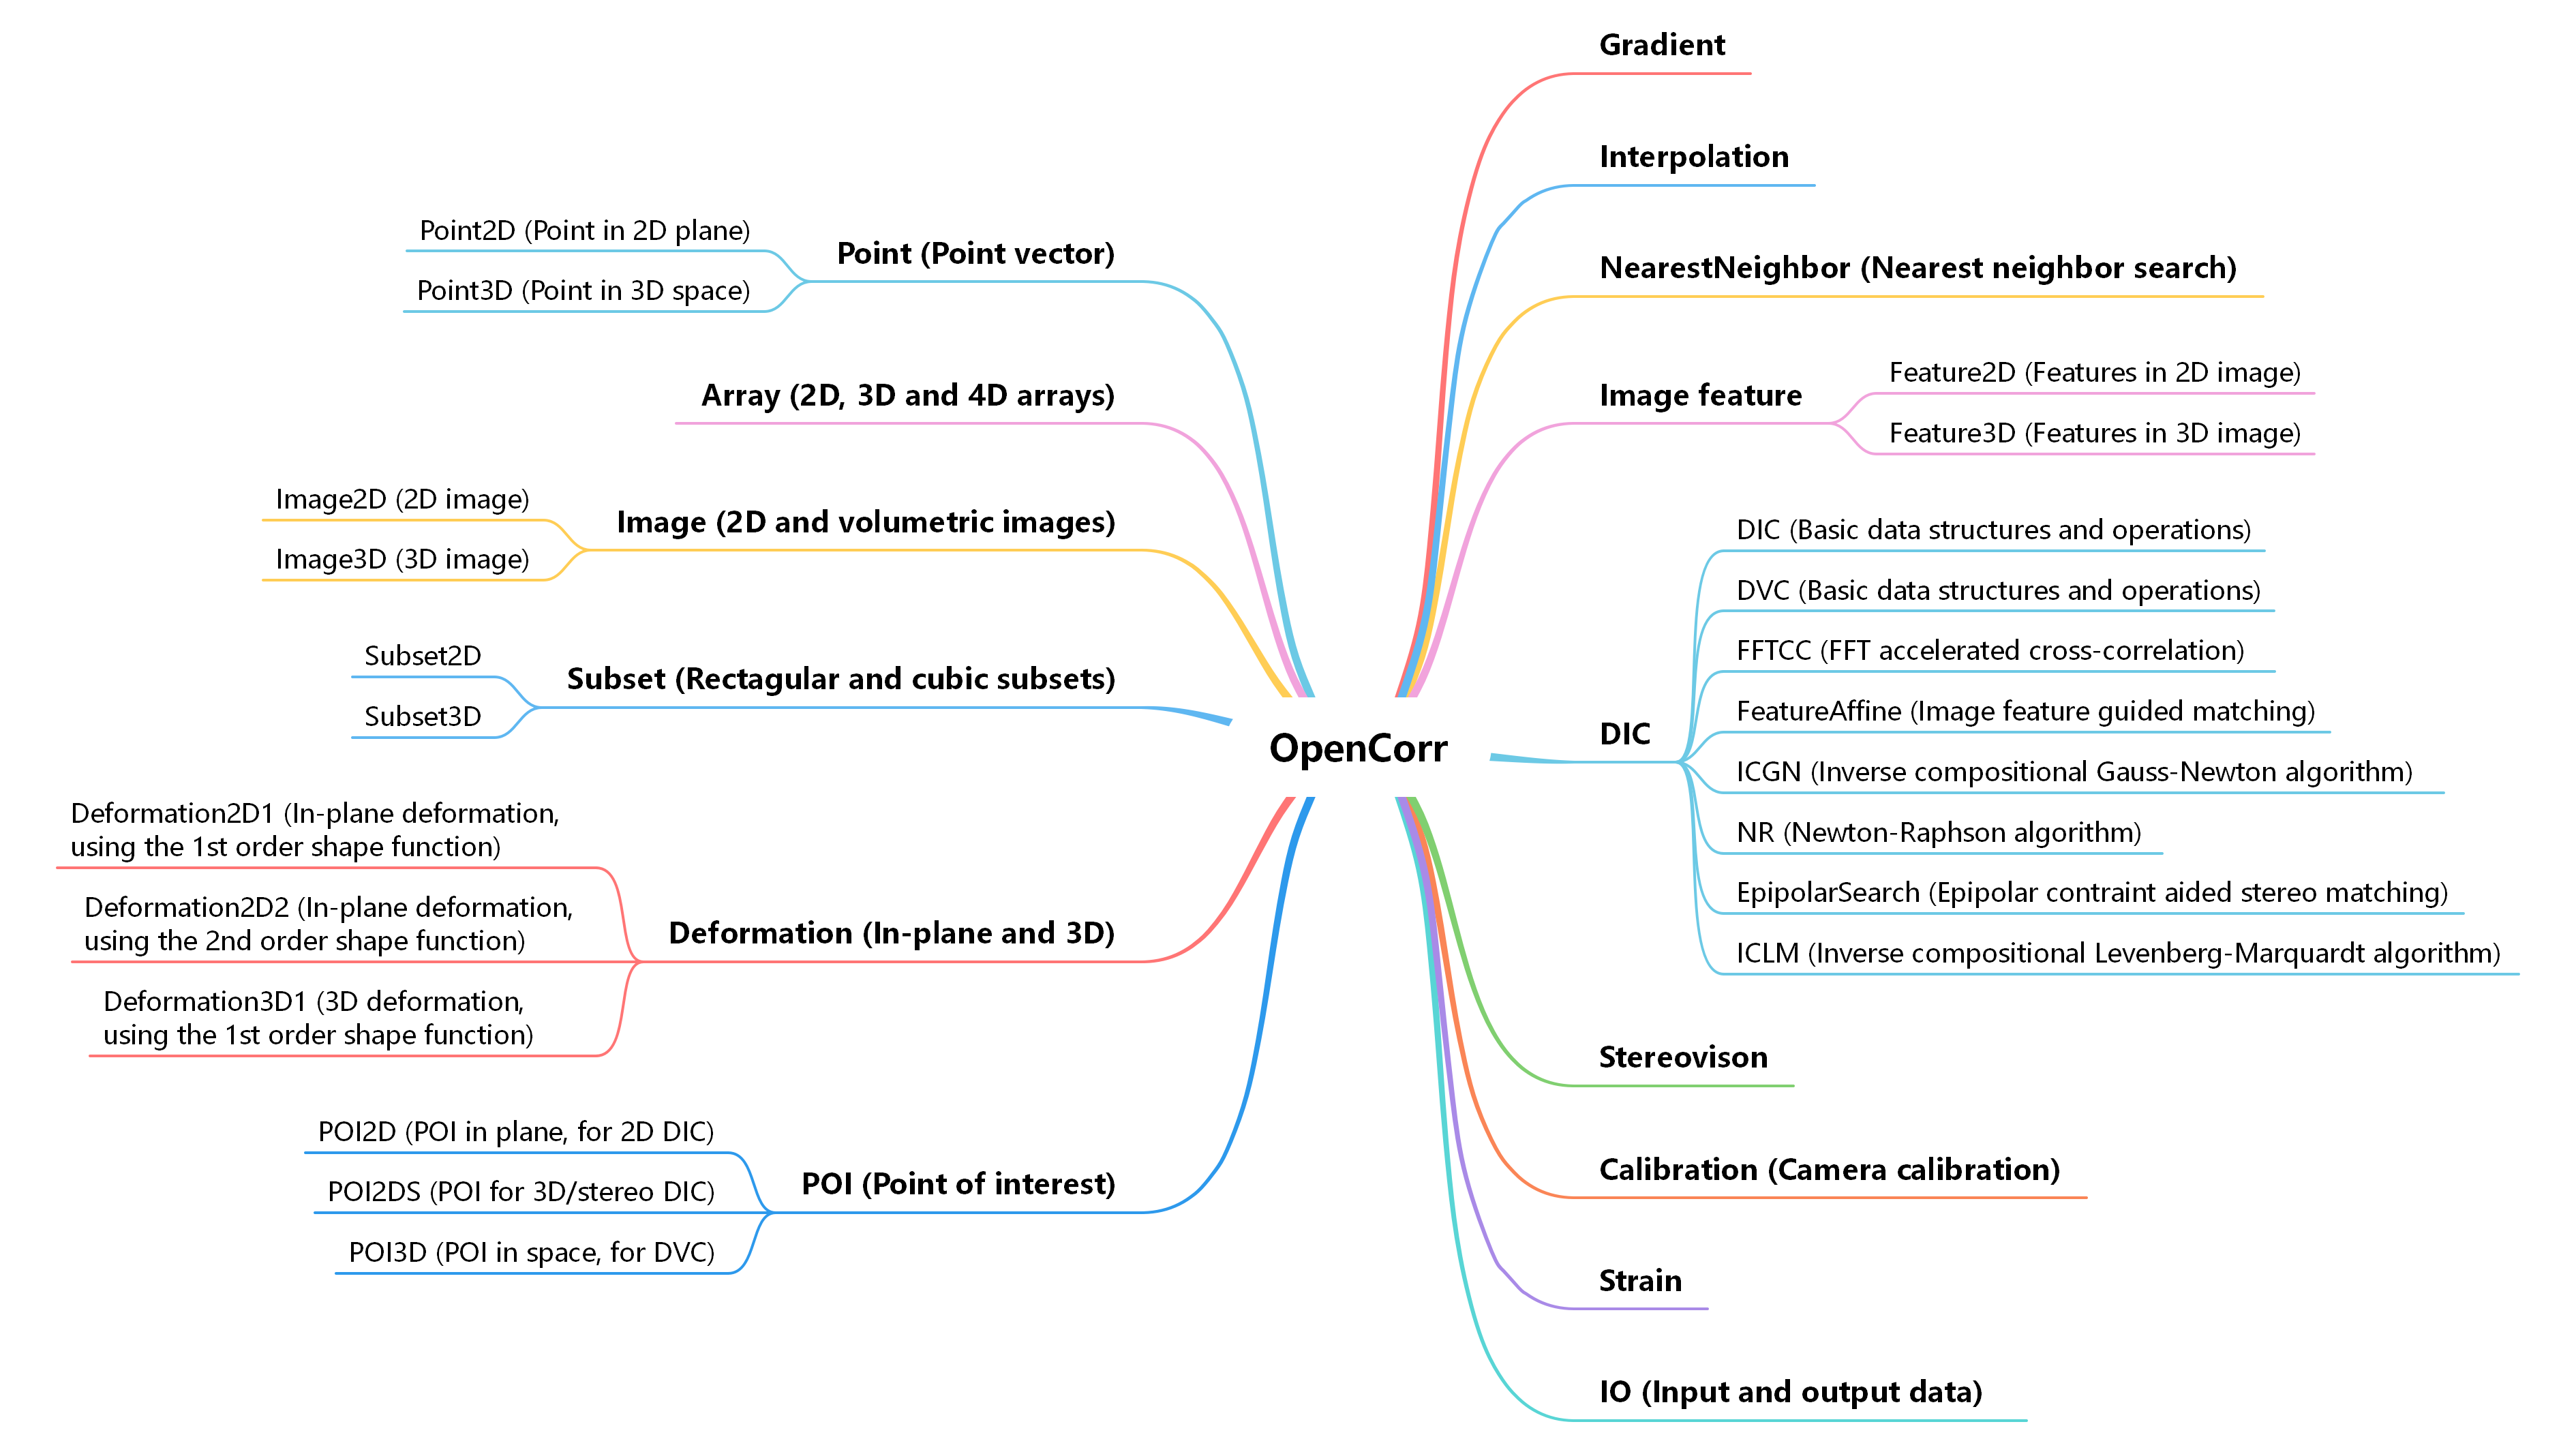 Point2D (Point in 2D plane)
Point3D (Point in 3D space)
Point (Point vector)
Array (2D, 3D and 4D arrays)
Image2D (2D image)
Image3D (3D image)
Image (2D and volumetric images)
Subset2D
Subset3D
Subset (Rectagular and cubic subsets)
Deformation2D1 (In-plane deformation,
using the 1st order shape function)
Deformation2D2 (In-plane deformation,
using the 2nd order shape function)
Deformation3D1 (3D deformation,
using the 1st order shape function)
Deformation (In-plane and 3D)
POI2D (POI in plane, for 2D DIC)
POI2DS (POI for 3D/stereo DIC)
POI3D (POI in space, for DVC)
POI (Point of interest)
OpenCorr
Gradient
Interpolation
NearestNeighbor (Nearest neighbor search)
Image feature
Feature2D (Features in 2D image)
Feature3D (Features in 3D image)
DIC
DIC (Basic data structures and operations)
DVC (Basic data structures and operations)
FFTCC (FFT accelerated cross-correlation)
FeatureAffine (Image feature guided matching)
ICGN (Inverse compositional Gauss-Newton algorithm)
NR (Newton-Raphson algorithm)
EpipolarSearch (Epipolar contraint aided stereo matching)
ICLM (Inverse compositional Levenberg-Marquardt algorithm)
Stereovison
Calibration (Camera calibration)
Strain
IO (Input and output data)